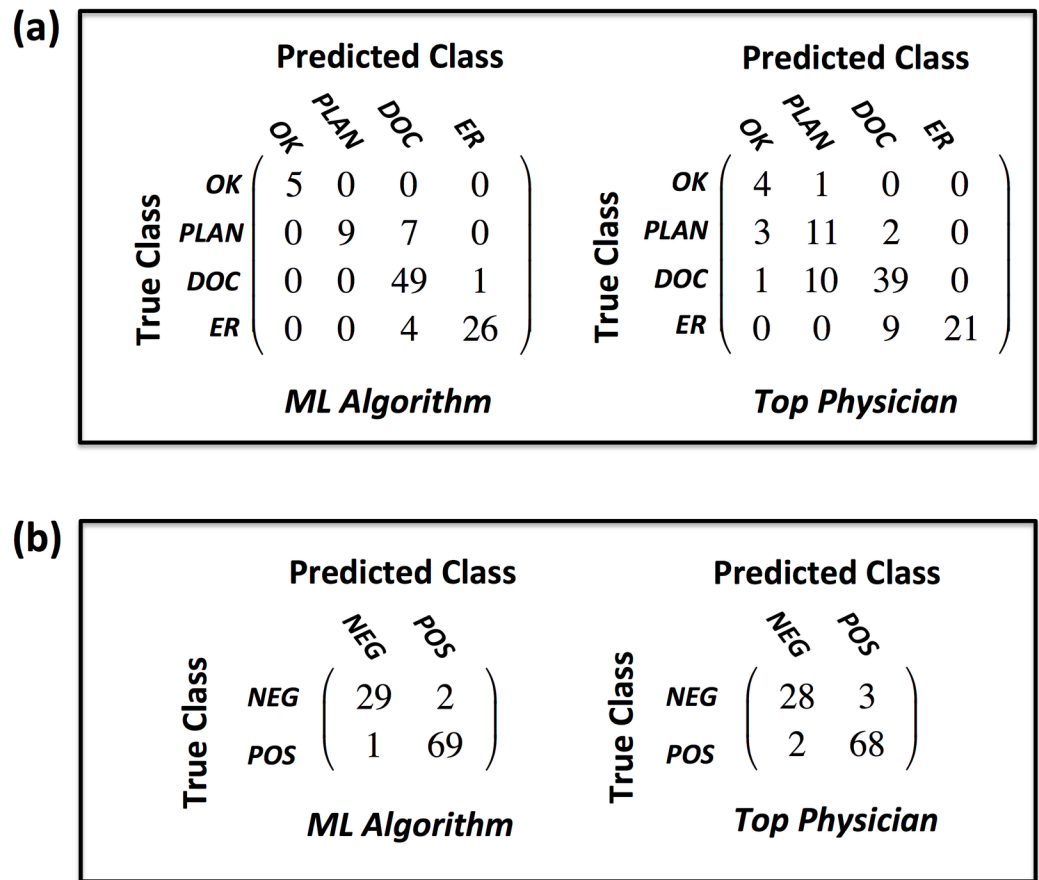 (a)
Predicted Class Predicted Class
OK PLAN DOC ER OK PLAN DOC ER
True Class True Class
OK 5 0 0 0 OK 4 1 0 0
PLAN 0 9 7 0 PLAN 3 11 2 0
DOC 0 0 49 1 DOC 1 10 39 0
ER 0 0 4 26 ER 0 0 9 21
ML Algorithm Top Physician
(b)
Predicted Class Predicted Class
NEG POS NEG POS
True Class True Class
NEG 29 2 NEG 28 3
POS 1 69 POS 2 68
ML Algorithm Top Physician